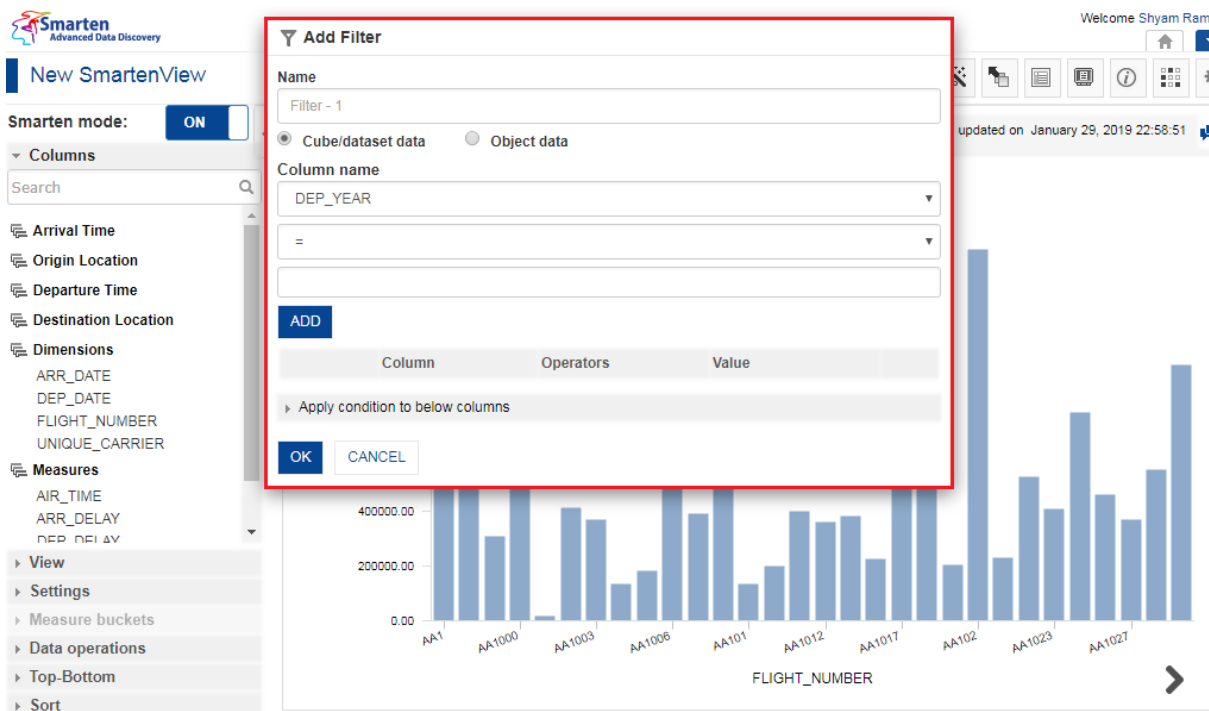 Smarten
Advanced Data Discovery
Welcome Shyam Ram
New SmartenView
Smarten mode:
ON
Columns
Search
Arrival Time
Origin Location
Departure Time
Destination Location
Dimensions
ARR_DATE
DEP_DATE
FLIGHT_NUMBER
UNIQUE_CARRIER
Measures
AIR_TIME
ARR_DELAY
DEP_DELAY
View
Settings
Measure buckets
Data operations
Top-Bottom
Sort
Add Filter
Name
Filter - 1
Cube/dataset data Object data
Column name
DEP_YEAR
=
ADD
Column Operators Value
Apply condition to below columns
OK CANCEL
updated on January 29, 2019 22:58:51
400000.00
200000.00
0.00
AA1 AA1000 AA1003 AA1006 AA101 AA1012 AA1017 AA102 AA1023 AA1027
FLIGHT_NUMBER